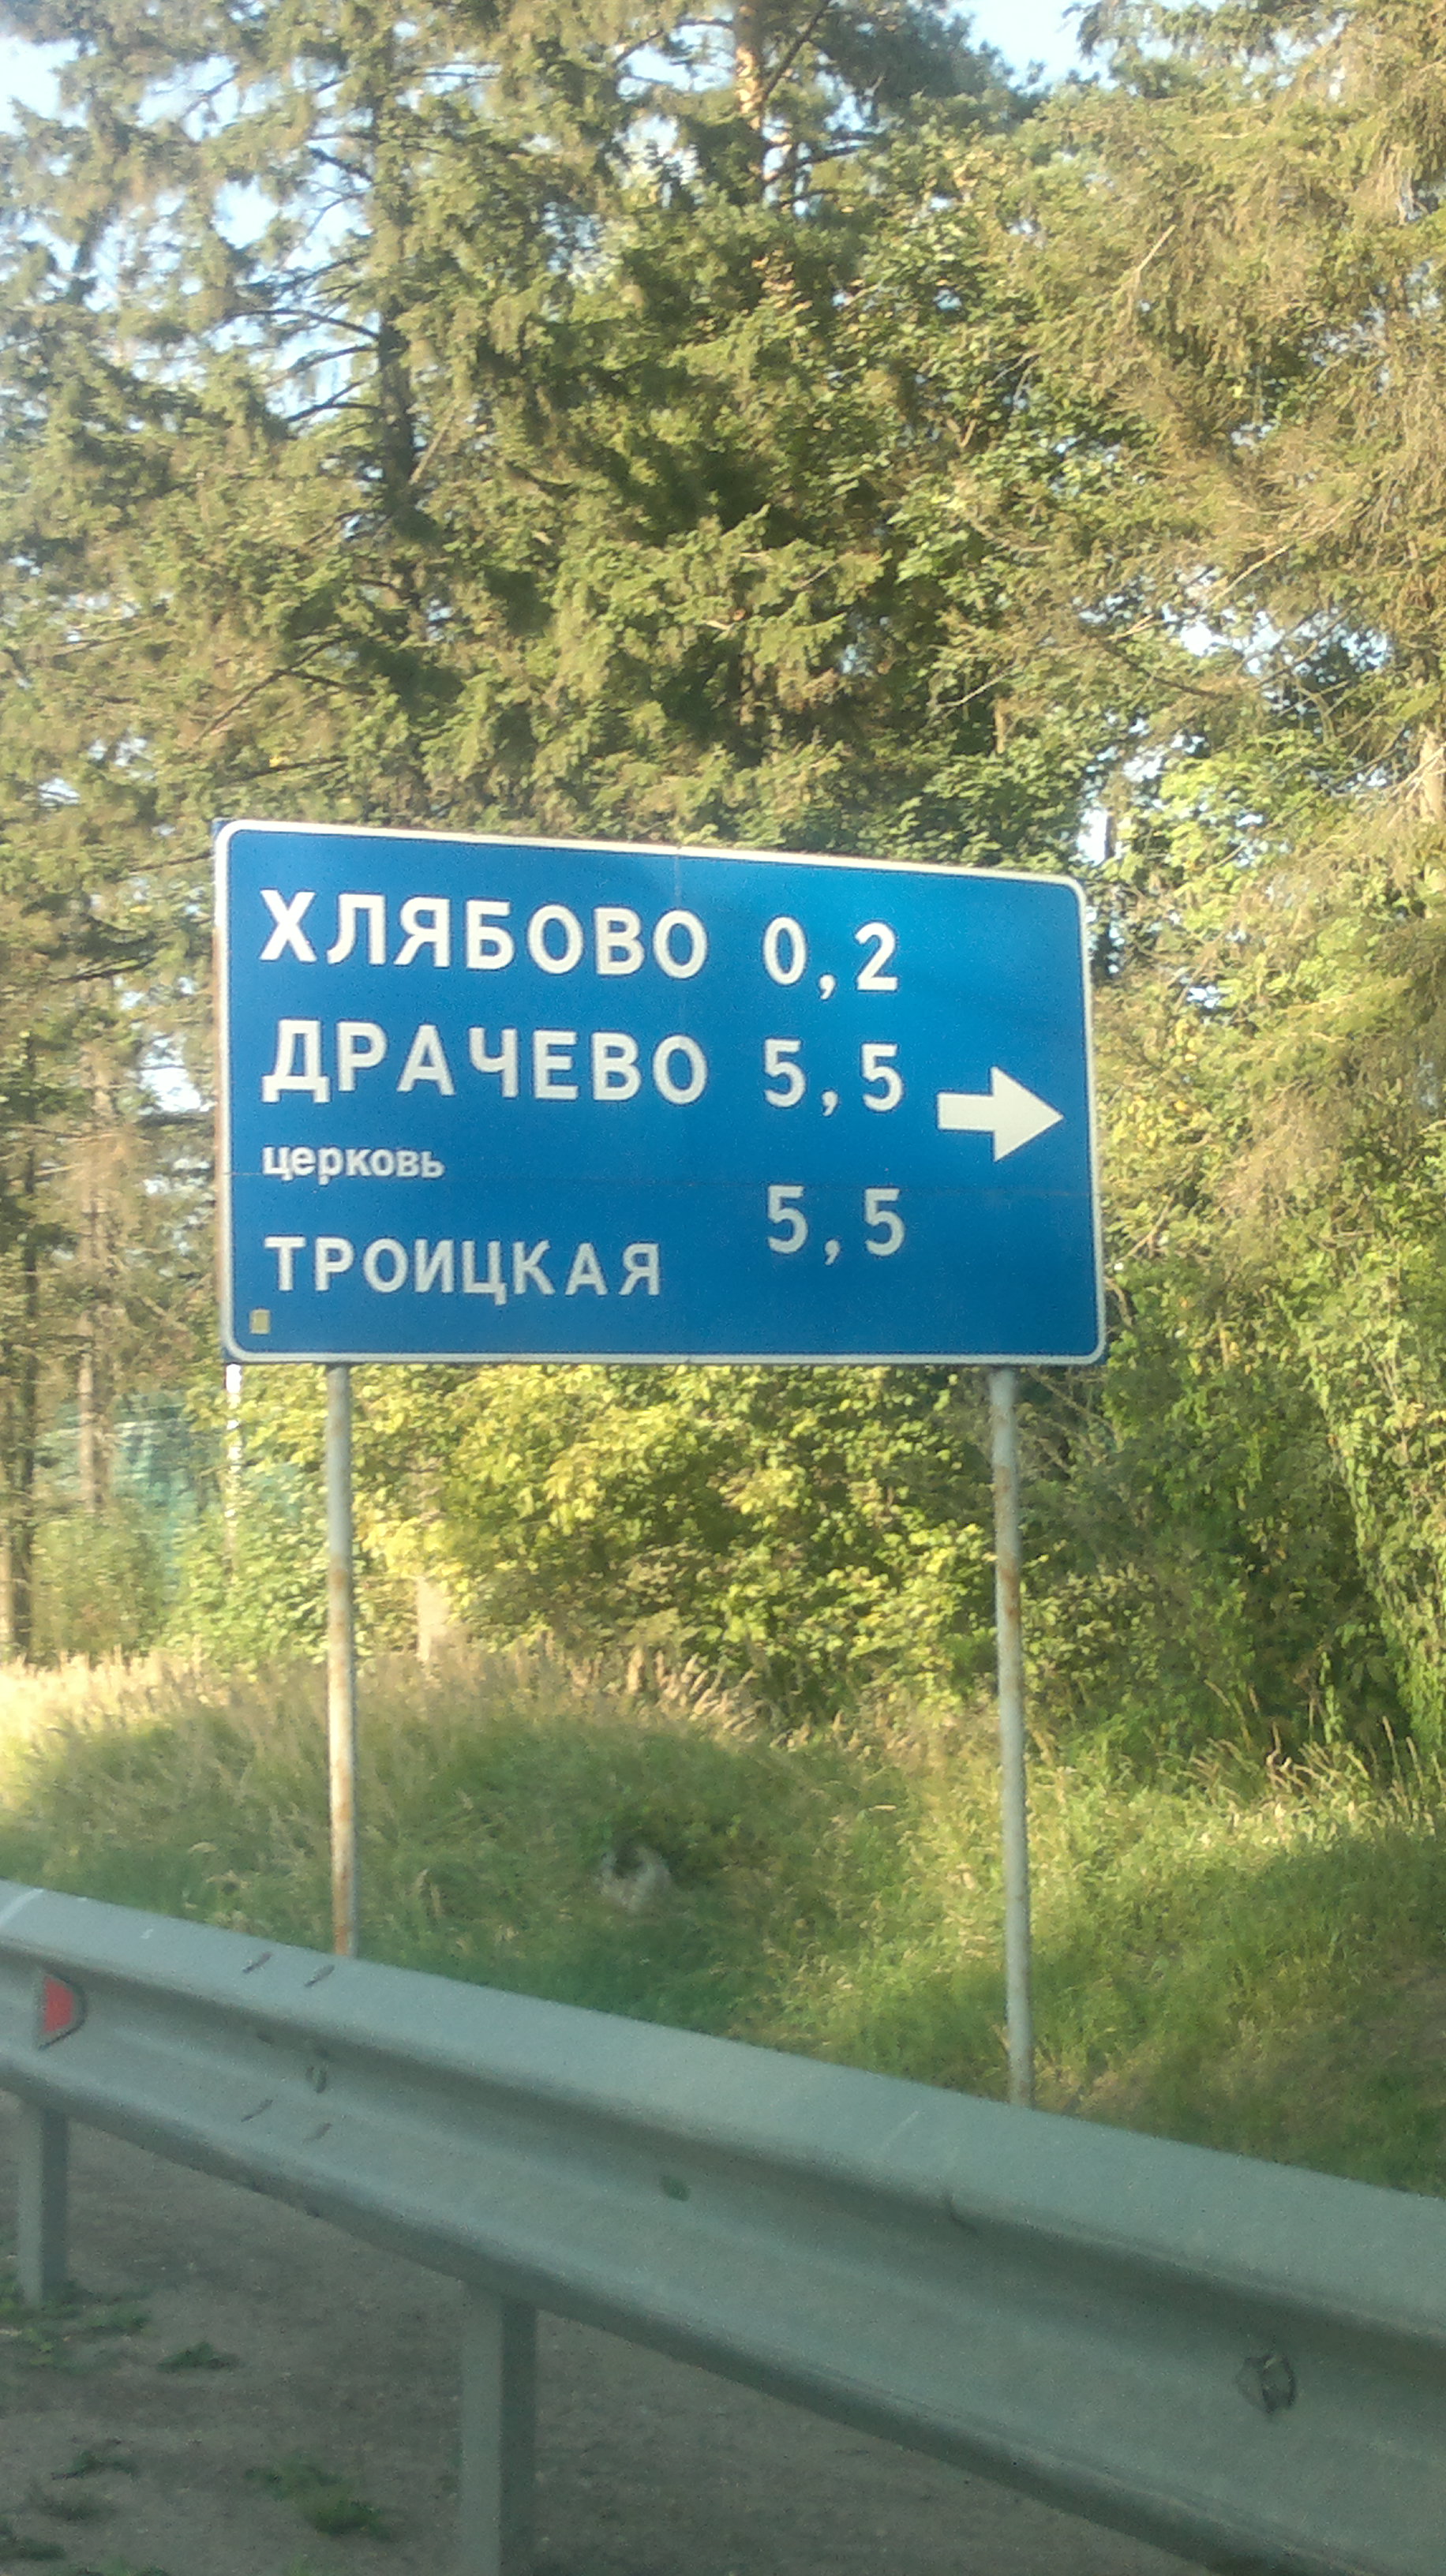 ХЛЯБОВО 0,2
ДРАЧЕВО 5,5
церковь
ТРОИЦКАЯ 5,5